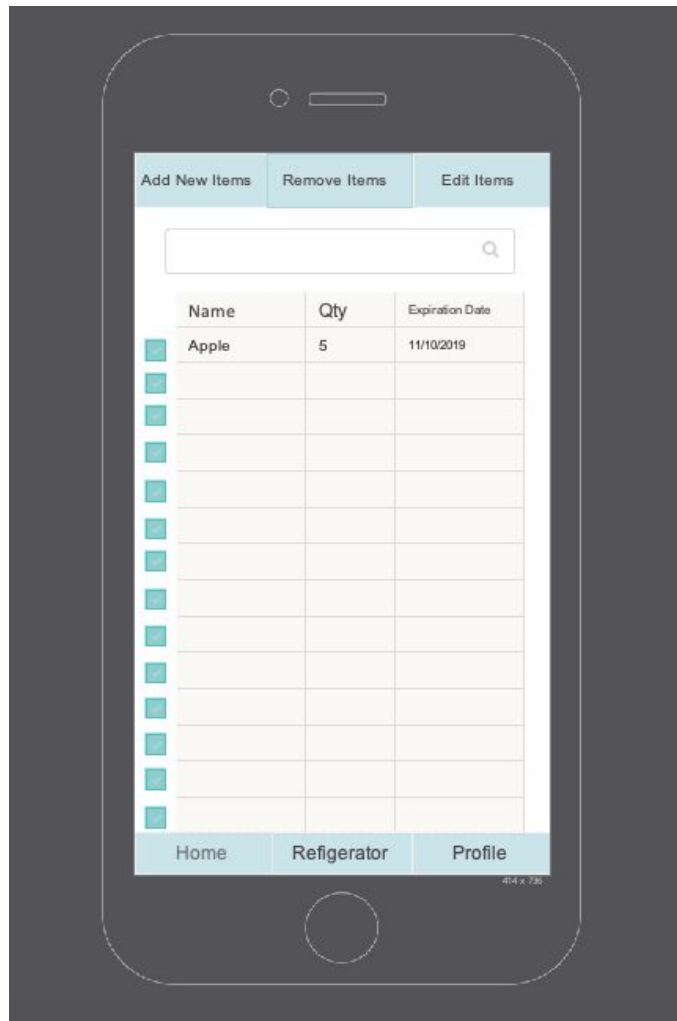 Add New Items Remove Items Edit Items
Name Qty Expiration Date
Apple 5 11/10/2019
Home Refigerator Profile
414 x 736